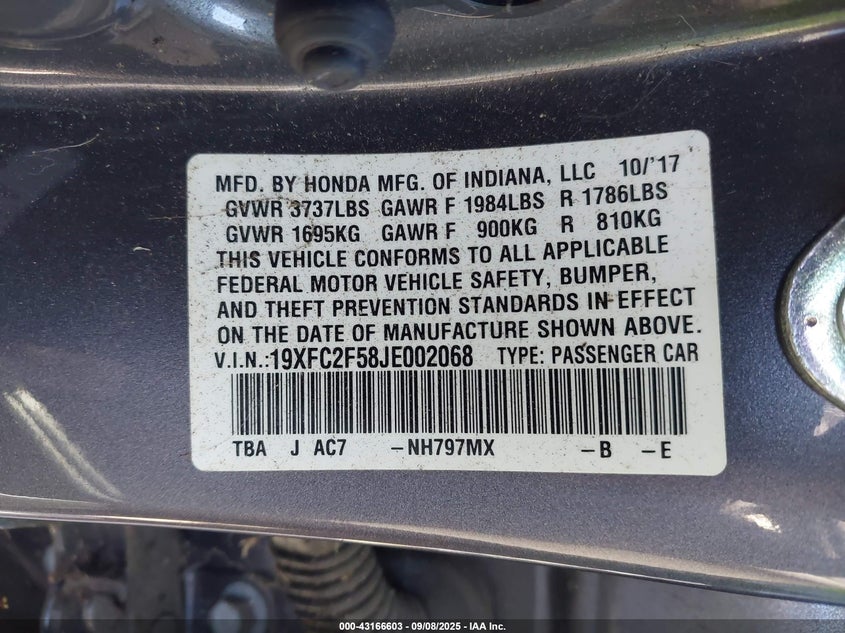 MFD. BY HONDA MFG. OF INDIANA, LLC 10/'17
GVWR 3737LBS GAWR F 1984LBS R 1786LBS
GVWR 1695KG GAWR F 900KG R 810KG
THIS VEHICLE CONFORMS TO ALL APPLICABLE
FEDERAL MOTOR VEHICLE SAFETY, BUMPER,
AND THEFT PREVENTION STANDARDS IN EFFECT
ON THE DATE OF MANUFACTURE SHOWN ABOVE.
V.I.N.:19XFC2F58JE002068 TYPE: PASSENGER CAR
TBA J AC7 -NH797MX -B -E
000-43166603 - 09/08/2025 - IAA Inc.